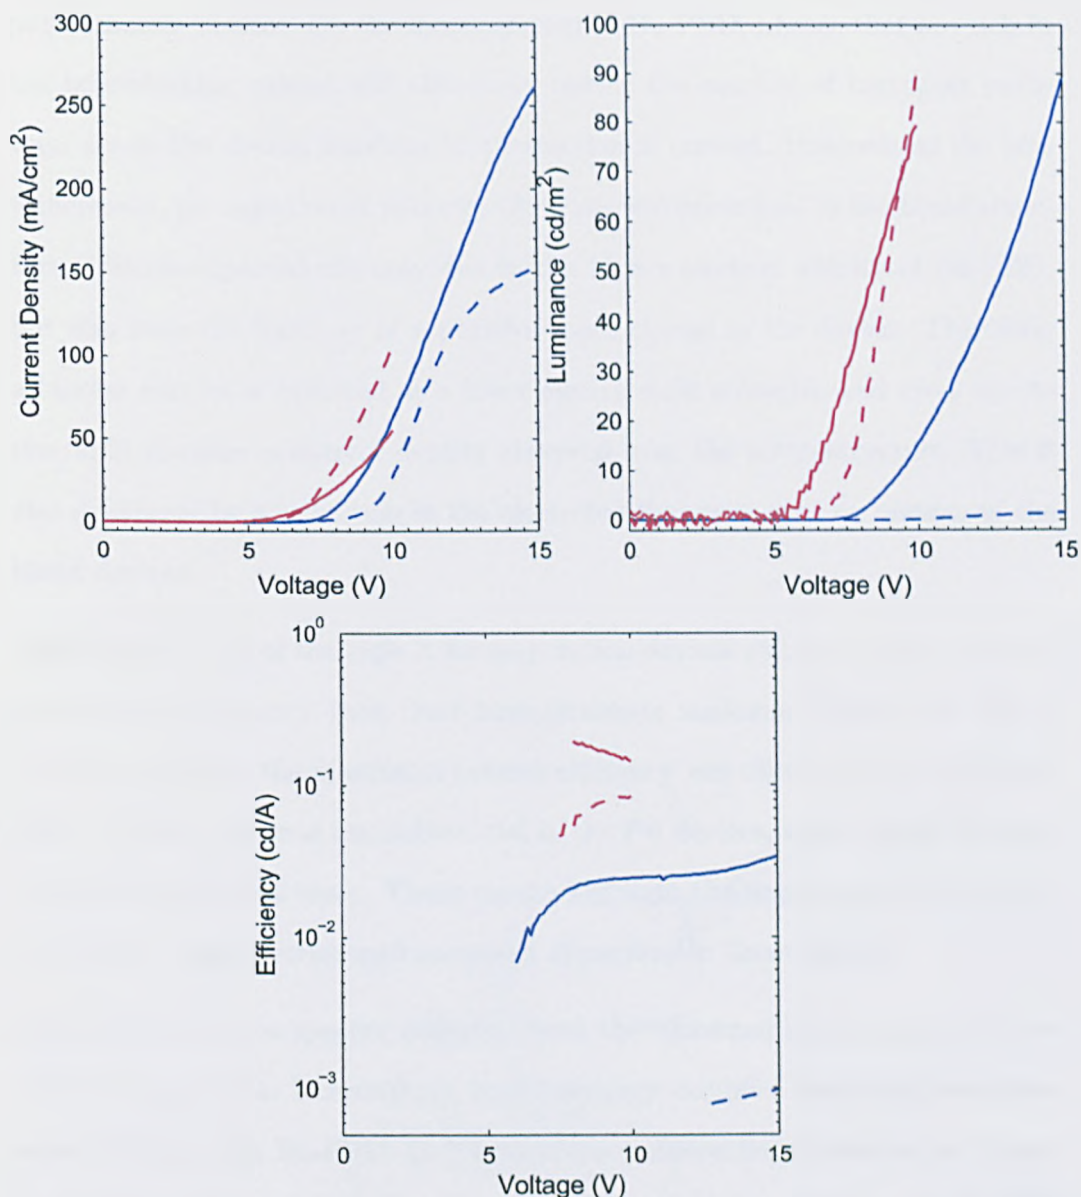 300
250
200
150
100
50
0
Current Density (mA/cm²)
0 5 10 15
Voltage (V)
100
90
80
70
60
50
40
30
20
10
0
Luminance (cd/m²)
0 5 10 15
Voltage (V)
10⁰
10⁻¹
10⁻²
10⁻³
Efficiency (cd/A)
0 5 10 15
Voltage (V)